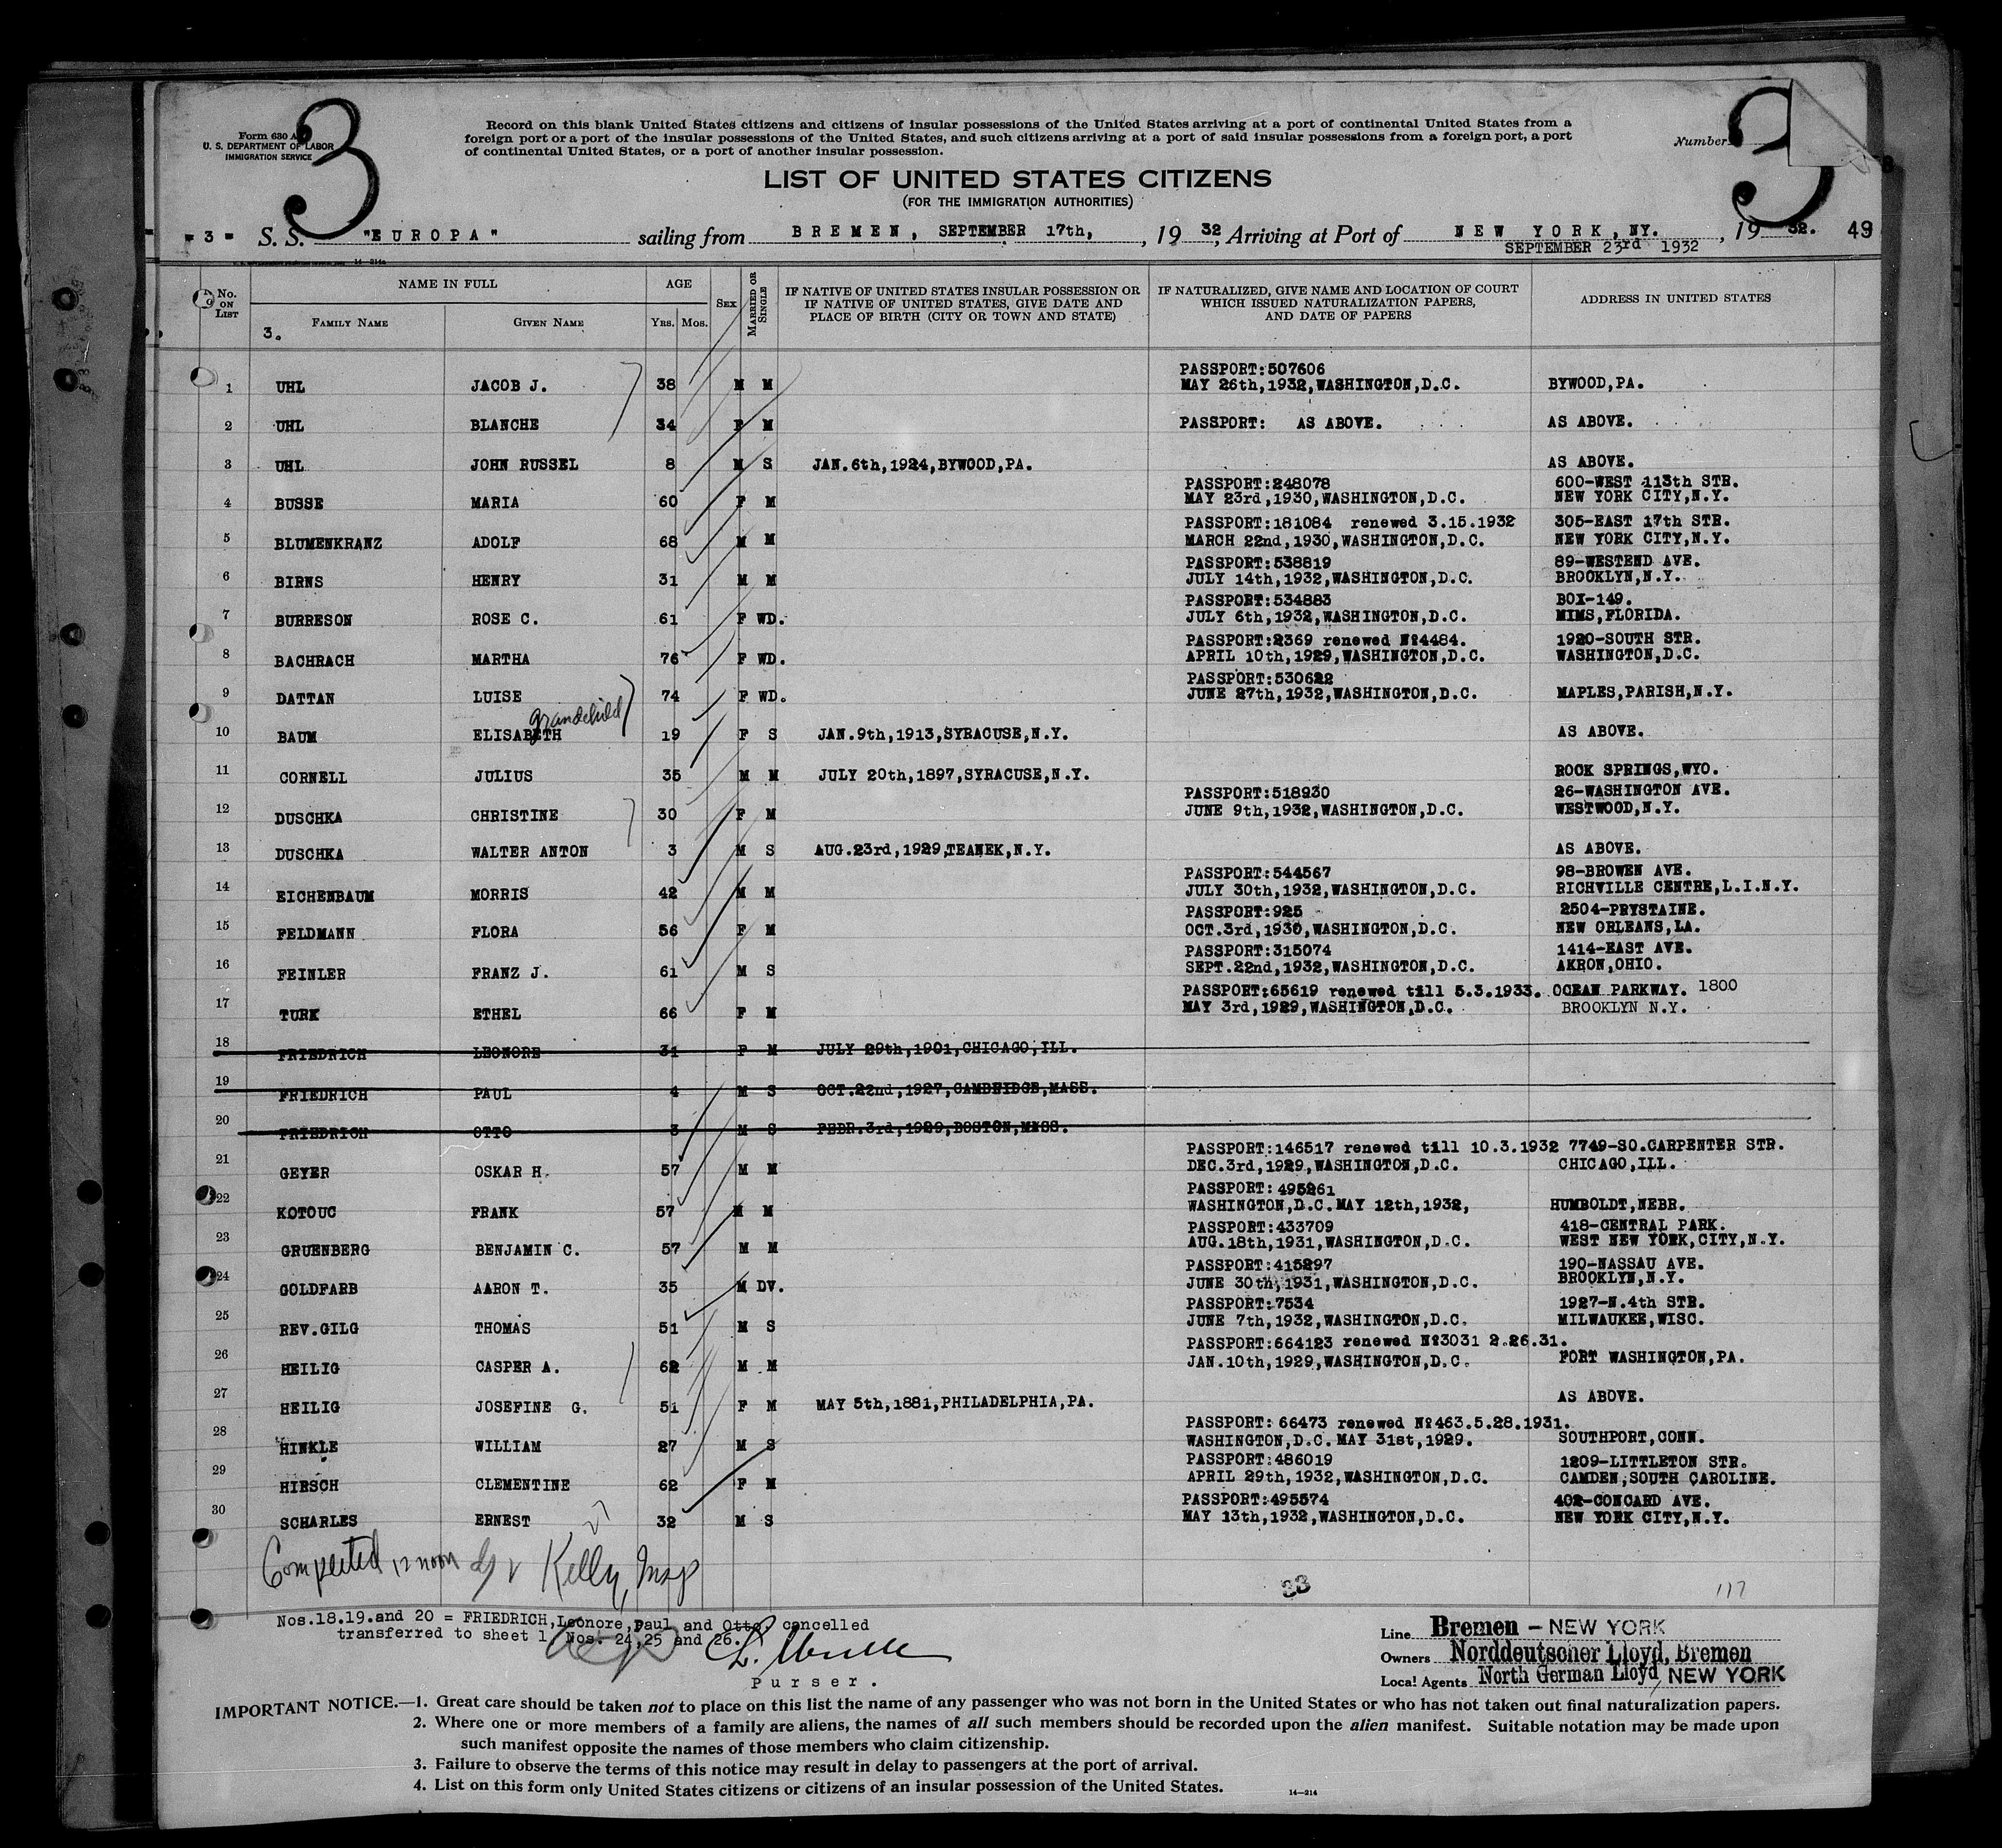 3
3
Form 630 A
U. S. DEPARTMENT OF LABOR
IMMIGRATION SERVICE
Record on this blank United States citizens and citizens of insular possessions of the United States arriving at a port of continental United States from a
foreign port or a port of the insular possessions of the United States, and such citizens arriving at a port of said insular possessions from a foreign port, a port
of continental United States, or a port of another insular possession.
Number
LIST OF UNITED STATES CITIZENS
(FOR THE IMMIGRATION AUTHORITIES)
- 3 - S. S. "EUROPA" sailing from BREMEN, SEPTEMBER 17th, , 19 32, Arriving at Port of NEW YORK, NY. , 19 32. 49
SEPTEMBER 23rd 1932
No. ON LIST
NAME IN FULL
FAMILY NAME
GIVEN NAME
AGE
YRS. MOS.
SEX
MARRIED OR SINGLE
IF NATIVE OF UNITED STATES INSULAR POSSESSION OR
IF NATIVE OF UNITED STATES, GIVE DATE AND
PLACE OF BIRTH (CITY OR TOWN AND STATE)
IF NATURALIZED, GIVE NAME AND LOCATION OF COURT
WHICH ISSUED NATURALIZATION PAPERS,
AND DATE OF PAPERS
ADDRESS IN UNITED STATES
3.
PASSPORT:507606
1 UHL JACOB J. 38 M M MAY 26th,1932,WASHINGTON,D.C. BYWOOD,PA.
2 UHL BLANCHE 34 F M PASSPORT: AS ABOVE. AS ABOVE.
3 UHL JOHN RUSSEL 8 M S JAN.6th,1924,BYWOOD,PA. AS ABOVE.
PASSPORT:248078 600-WEST 113th STR.
4 BUSSE MARIA 60 F M MAY 23rd,1930,WASHINGTON,D.C. NEW YORK CITY,N.Y.
PASSPORT:181084 renewed 3.15.1932 305-EAST 17th STR.
5 BLUMENKRANZ ADOLF 68 M M MARCH 22nd,1930,WASHINGTON,D.C. NEW YORK CITY,N.Y.
PASSPORT:538819 89-WESTEND AVE.
6 BIRNS HENRY 31 M M JULY 14th,1932,WASHINGTON,D.C. BROOKLYN,N.Y.
PASSPORT:534883 BOX-149.
7 BURRESON ROSE C. 61 F WD. JULY 6th,1932,WASHINGTON,D.C. MIMS,FLORIDA.
PASSPORT:2369 renewed №4484. 1920-SOUTH STR.
8 BACHRACH MARTHA 76 F WD. APRIL 10th,1929,WASHINGTON,D.C. WASHINGTON,D.C.
PASSPORT:530622
9 DATTAN LUISE 74 F WD. JUNE 27th,1932,WASHINGTON,D.C. MAPLES,PARISH,N.Y.
grandchild
10 BAUM ELISABETH 19 F S JAN.9th,1913,SYRACUSE,N.Y. AS ABOVE.
11 CORNELL JULIUS 35 M M JULY 20th,1897,SYRACUSE,N.Y. ROCK SPRINGS,WYO.
PASSPORT:518930 26-WASHINGTON AVE.
12 DUSCHKA CHRISTINE 30 F M JUNE 9th,1932,WASHINGTON,D.C. WESTWOOD,N.Y.
13 DUSCHKA WALTER ANTON 3 M S AUG.23rd,1929,TEANEK,N.Y. AS ABOVE.
PASSPORT:544567 98-BROWEN AVE.
14 EICHENBAUM MORRIS 42 M M JULY 30th,1932,WASHINGTON,D.C. RICHVILLE CENTRE,L.I.N.Y.
PASSPORT:925 2504-PRYSTAINE.
15 FELDMANN FLORA 56 F M OCT.3rd,1930,WASHINGTON,D.C. NEW ORLEANS,LA.
PASSPORT:315074 1414-EAST AVE.
16 FEINLER FRANZ J. 61 M S SEPT.22nd,1932,WASHINGTON,D.C. AKRON,OHIO.
PASSPORT:65619 renewed till 5.3.1933. OCEAN PARKWAY. 1800
17 TURK ETHEL 66 F M MAY 3rd,1929,WASHINGTON,D.C. BROOKLYN N.Y.
18 FRIEDRICH LEONORE 31 F M JULY 29th,1901,CHICAGO,ILL.
19 FRIEDRICH PAUL 4 M S OCT.22nd,1927,CAMBRIDGE,MASS.
20 FRIEDRICH OTTO 3 M S FEBR.3rd,1929,BOSTON,MASS.
PASSPORT:146517 renewed till 10.3.1932 7749-SO.CARPENTER STR.
21 GEYER OSKAR H. 57 M M DEC.3rd,1929,WASHINGTON,D.C. CHICAGO,ILL.
PASSPORT: 495261
22 KOTOUC FRANK 57 M M WASHINGTON,D.C.MAY 12th,1932, HUMBOLDT,NEBR.
PASSPORT:433709 418-CENTRAL PARK.
23 GRUENBERG BENJAMIN C. 57 M M AUG.18th,1931,WASHINGTON,D.C. WEST NEW YORK,CITY,N.Y.
PASSPORT:415297 190-NASSAU AVE.
24 GOLDFARB AARON T. 35 M DV. JUNE 30th,1931,WASHINGTON,D.C. BROOKLYN,N.Y.
PASSPORT:7534 1927-N.4th STR.
25 REV.GILG THOMAS 51 M S JUNE 7th,1932,WASHINGTON,D.C. MILWAUKEE,WISC.
PASSPORT:664123 renewed №3031 2.26.31.
26 HEILIG CASPER A. 62 M M JAN.10th,1929,WASHINGTON,D.C. FORT WASHINGTON,PA.
27 HEILIG JOSEFINE G. 51 F M MAY 5th,1881,PHILADELPHIA,PA. AS ABOVE.
PASSPORT: 66473 renewed №463.5.28.1931.
28 HINKLE WILLIAM 27 M S WASHINGTON,D.C.MAY 31st,1929. SOUTHPORT,CONN.
PASSPORT:486019 1209-LITTLETON STR.
29 HIRSCH CLEMENTINE 62 F M APRIL 29th,1932,WASHINGTON,D.C. CAMDEN,SOUTH CAROLINE.
PASSPORT:495574 402-CONCARD AVE.
30 SCHARLES ERNEST 32 M S MAY 13th,1932,WASHINGTON,D.C. NEW YORK CITY,N.Y.
27
Completed 12 noon Kelly, Insp
33
117
Nos.18.19.and 20 = FRIEDRICH,Leonore,Paul and Otto, cancelled
transferred to sheet 1, Nos. 24,25 and 26.
Purser.
Line Bremen - NEW YORK
Owners Norddeutscher Lloyd, Bremen
Local Agents North German Lloyd, NEW YORK
IMPORTANT NOTICE.—1. Great care should be taken not to place on this list the name of any passenger who was not born in the United States or who has not taken out final naturalization papers.
2. Where one or more members of a family are aliens, the names of all such members should be recorded upon the alien manifest. Suitable notation may be made upon
such manifest opposite the names of those members who claim citizenship.
3. Failure to observe the terms of this notice may result in delay to passengers at the port of arrival.
4. List on this form only United States citizens or citizens of an insular possession of the United States.
14—214